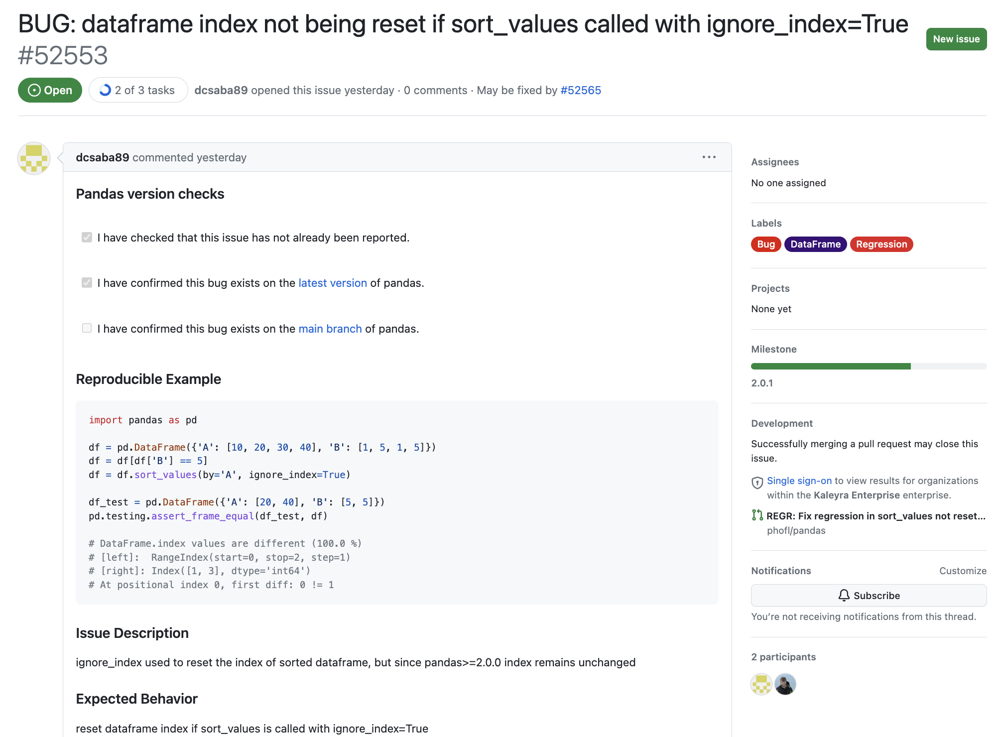 BUG: dataframe index not being reset if sort_values called with ignore_index=True
#52553
New issue
Open
2 of 3 tasks
dcsaba89 opened this issue yesterday · 0 comments · May be fixed by #52565
dcsaba89 commented yesterday
Pandas version checks
I have checked that this issue has not already been reported.
I have confirmed this bug exists on the latest version of pandas.
I have confirmed this bug exists on the main branch of pandas.
Reproducible Example
import pandas as pd
df = pd.DataFrame({'A': [10, 20, 30, 40], 'B': [1, 5, 1, 5]})
df = df[df['B'] == 5]
df = df.sort_values(by='A', ignore_index=True)
df_test = pd.DataFrame({'A': [20, 40], 'B': [5, 5]})
pd.testing.assert_frame_equal(df_test, df)
# DataFrame.index values are different (100.0 %)
# [left]:  RangeIndex(start=0, stop=2, step=1)
# [right]: Index([1, 3], dtype='int64')
# At positional index 0, first diff: 0 != 1
Issue Description
ignore_index used to reset the index of sorted dataframe, but since pandas>=2.0.0 index remains unchanged
Expected Behavior
reset dataframe index if sort_values is called with ignore_index=True
Assignees
No one assigned
Labels
Bug DataFrame Regression
Projects
None yet
Milestone
2.0.1
Development
Successfully merging a pull request may close this
issue.
Single sign-on to view results for organizations
within the Kaleyra Enterprise enterprise.
REGR: Fix regression in sort_values not reset...
phofl/pandas
Notifications
Customize
Subscribe
You’re not receiving notifications from this thread.
2 participants